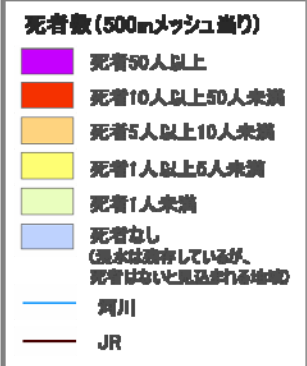 死者数(500mメッシュ当り)
死者50人以上
死者10人以上50人未満
死者5人以上10人未満
死者1人以上5人未満
死者1人未満
死者なし
(浸水は残存しているが、
死者はないと見込まれる地域)
河川
JR